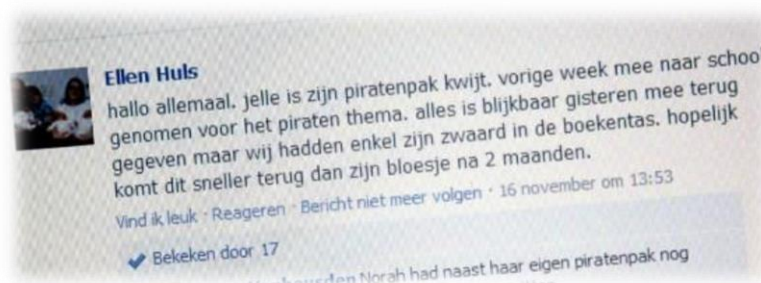 Ellen Huls
hallo allemaal. jelle is zijn piratenpak kwijt. vorige week mee naar schoo
genomen voor het piraten thema. alles is blijkbaar gisteren mee terug
gegeven maar wij hadden enkel zijn zwaard in de boekentas. hopelijk
komt dit sneller terug dan zijn bloesje na 2 maanden.
Vind ik leuk · Reageren · Bericht niet meer volgen · 16 november om 13:53
✔ Bekeken door 17
Norah had naast haar eigen piratenpak nog